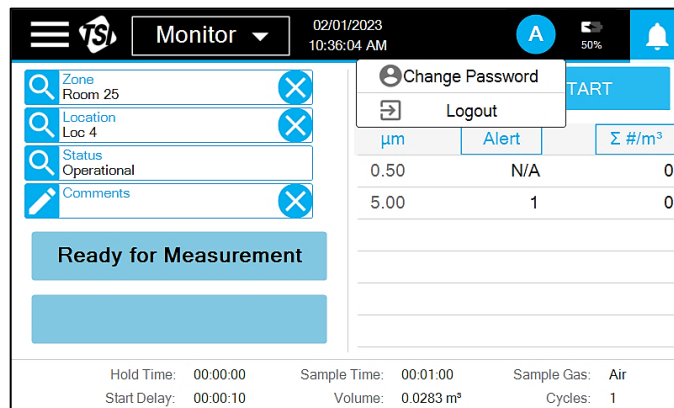 TSI
Monitor
02/01/2023
10:36:04 AM
A
50%
Change Password
Logout
TART
Zone
Room 25
Location
Loc 4
Status
Operational
Comments
Ready for Measurement
µm Alert Σ #/m³
0.50 N/A 0
5.00 1 0
Hold Time: 00:00:00 Sample Time: 00:01:00 Sample Gas: Air
Start Delay: 00:00:10 Volume: 0.0283 m³ Cycles: 1